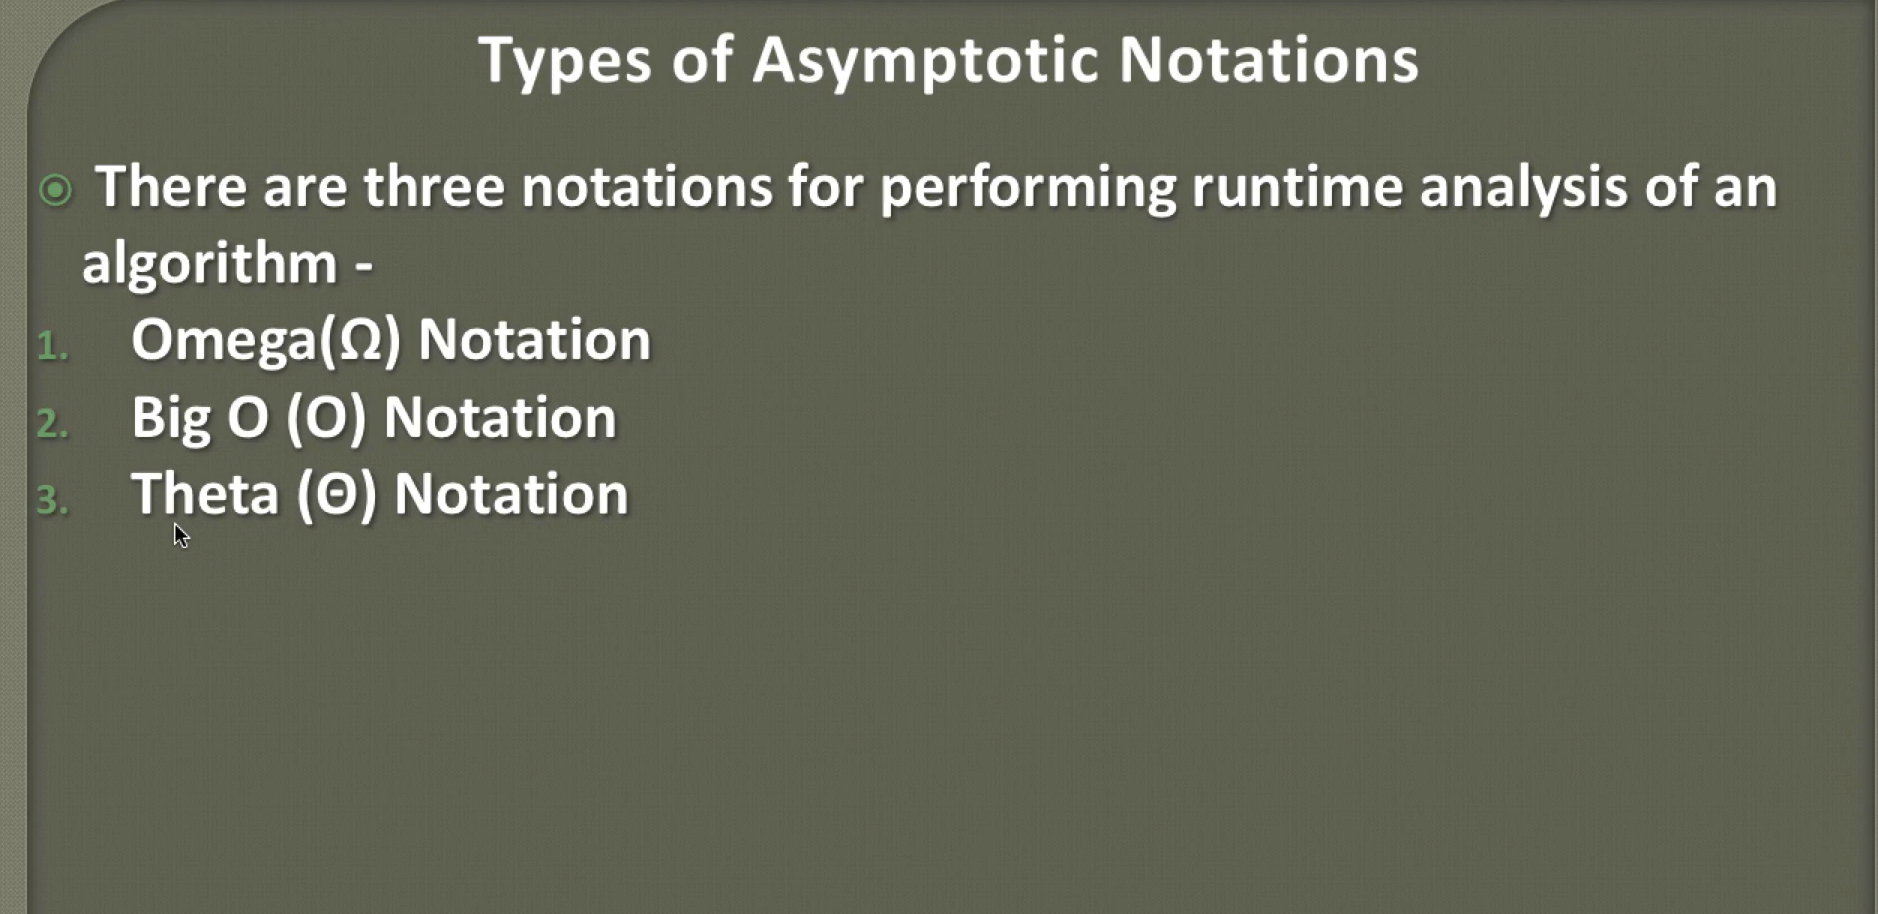 Types of Asymptotic Notations
There are three notations for performing runtime analysis of an
algorithm -
1. Omega(Ω) Notation
2. Big O (O) Notation
3. Theta (Θ) Notation